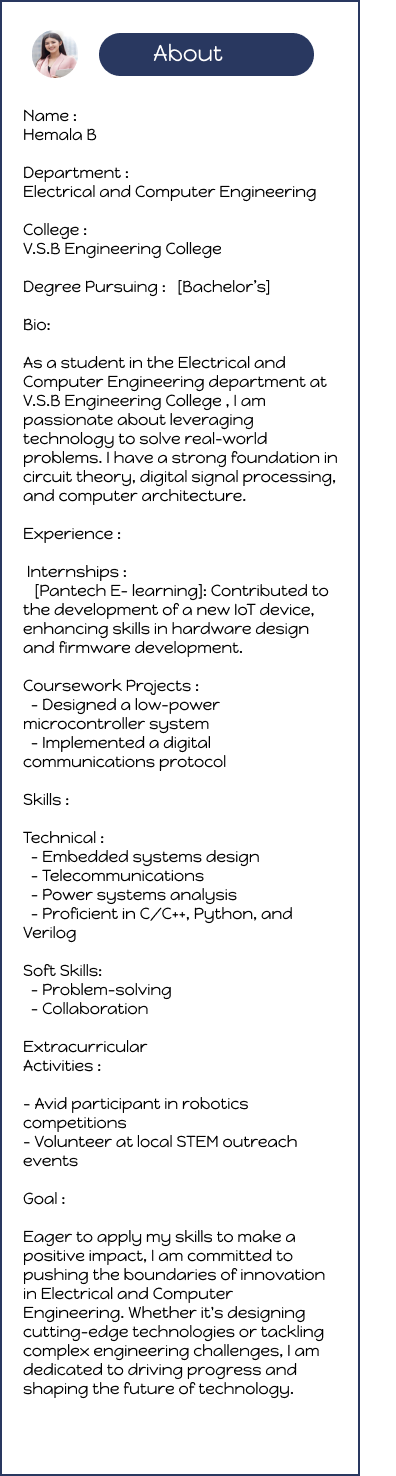 About
Name :
Hemala B
Department :
Electrical and Computer Engineering
College :
V.S.B Engineering College
Degree Pursuing :   [Bachelor's]
Bio:
As a student in the Electrical and
Computer Engineering department at
V.S.B Engineering College , I am
passionate about leveraging
technology to solve real-world
problems. I have a strong foundation in
circuit theory, digital signal processing,
and computer architecture.
Experience :
Internships :
[Pantech E- learning]: Contributed to
the development of a new IoT device,
enhancing skills in hardware design
and firmware development.
Coursework Projects :
- Designed a low-power
microcontroller system
- Implemented a digital
communications protocol
Skills :
Technical :
- Embedded systems design
- Telecommunications
- Power systems analysis
- Proficient in C/C++, Python, and
Verilog
Soft Skills:
- Problem-solving
- Collaboration
Extracurricular
Activities :
- Avid participant in robotics
competitions
- Volunteer at local STEM outreach
events
Goal :
Eager to apply my skills to make a
positive impact, I am committed to
pushing the boundaries of innovation
in Electrical and Computer
Engineering. Whether it's designing
cutting-edge technologies or tackling
complex engineering challenges, I am
dedicated to driving progress and
shaping the future of technology.